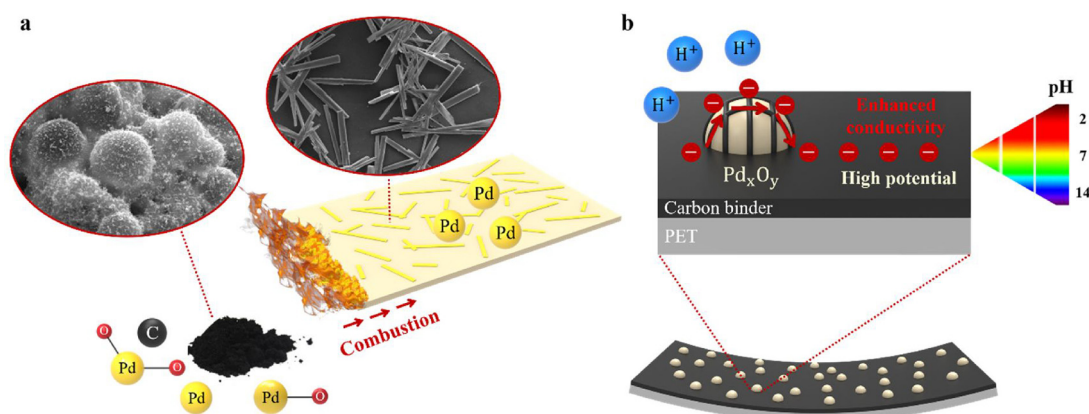 a
Pd
Pd
Pd
Combustion
O
C
Pd
O
Pd
Pd
O
b
H+
H+
H+
pH
Enhanced
conductivity
2
7
14
PdxOy
High potential
Carbon binder
PET